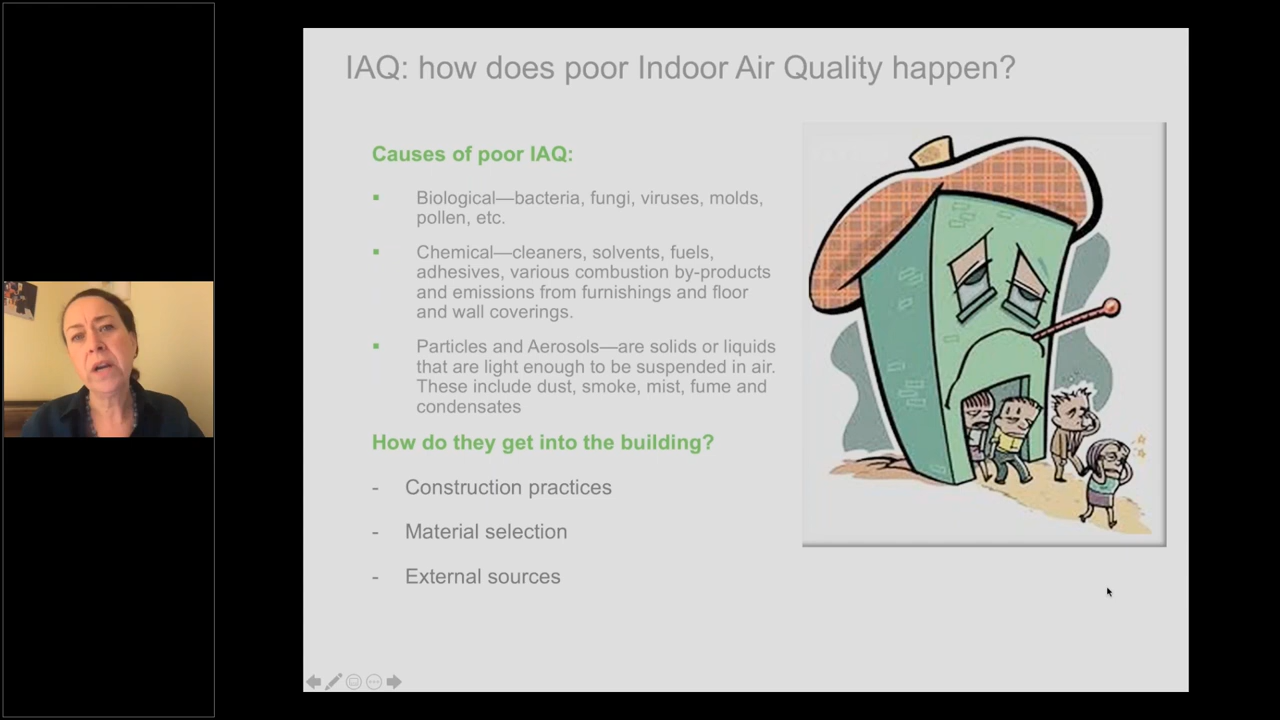 IAQ: how does poor Indoor Air Quality happen?
Causes of poor IAQ:
▪ Biological—bacteria, fungi, viruses, molds,
pollen, etc.
▪ Chemical—cleaners, solvents, fuels,
adhesives, various combustion by-products
and emissions from furnishings and floor
and wall coverings.
▪ Particles and Aerosols—are solids or liquids
that are light enough to be suspended in air.
These include dust, smoke, mist, fume and
condensates
How do they get into the building?
- Construction practices
- Material selection
- External sources